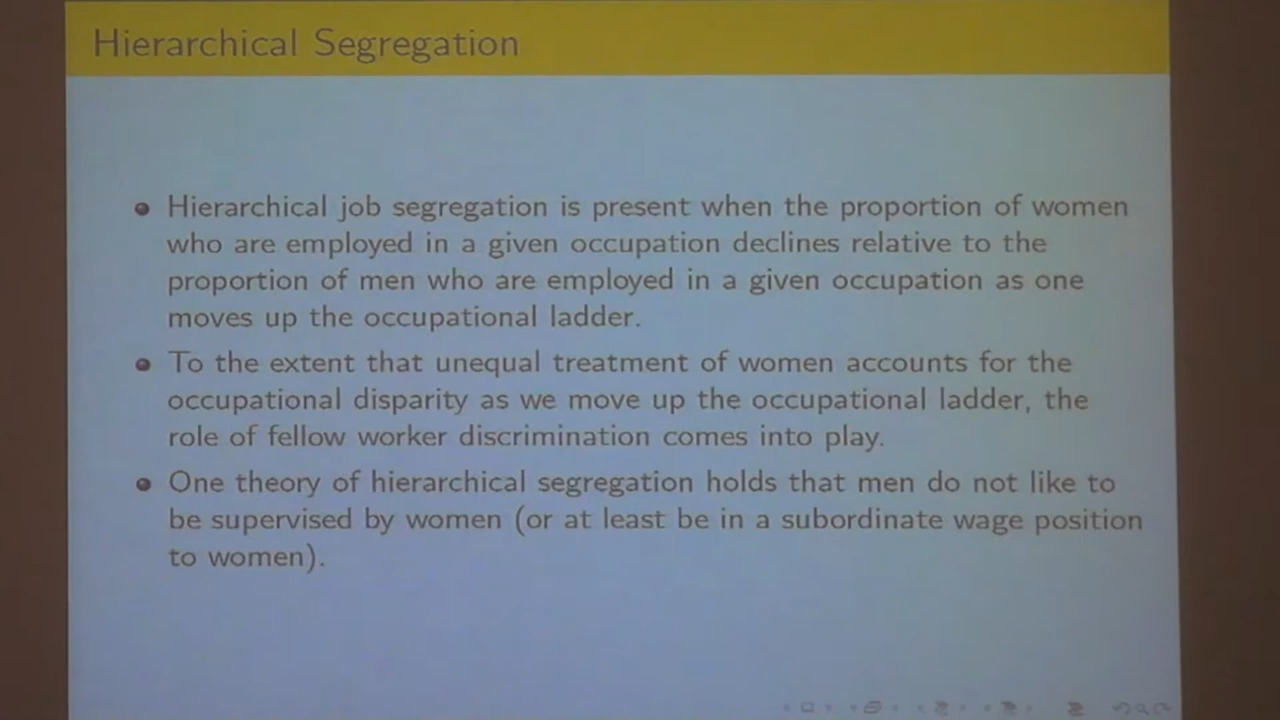 Hierarchical Segregation
Hierarchical job segregation is present when the proportion of women
who are employed in a given occupation declines relative to the
proportion of men who are employed in a given occupation as one
moves up the occupational ladder.
To the extent that unequal treatment of women accounts for the
occupational disparity as we move up the occupational ladder, the
role of fellow worker discrimination comes into play.
One theory of hierarchical segregation holds that men do not like to
be supervised by women (or at least be in a subordinate wage position
to women).